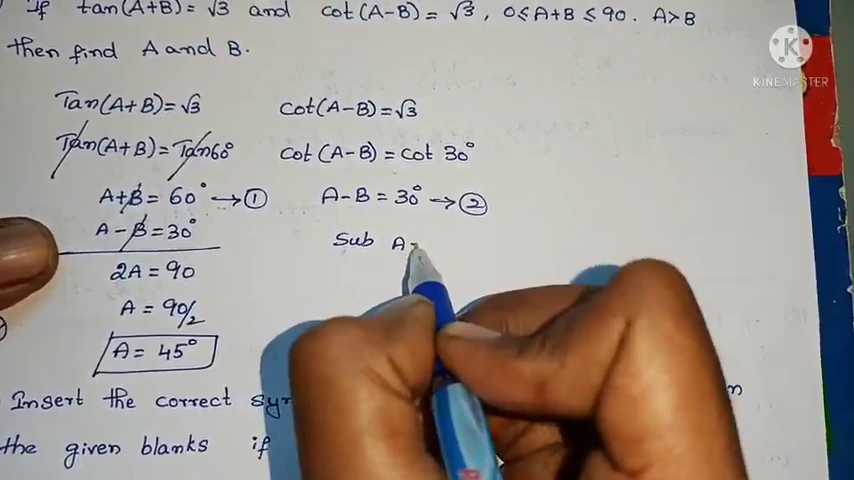 If tan(A+B) = √3 and cot(A-B) = √3, 0≤A+B≤90. A>B
then find A and B.
Tan(A+B)=√3
Tan(A+B)=Tan60°
A+B = 60° → ①
A-B = 30°
2A = 90
A = 90/2
A = 45°
cot(A-B)=√3
cot(A-B) = cot 30°
A-B = 30° → ②
Sub A=
Insert the correct
the given blanks if
K
KINEMASTER